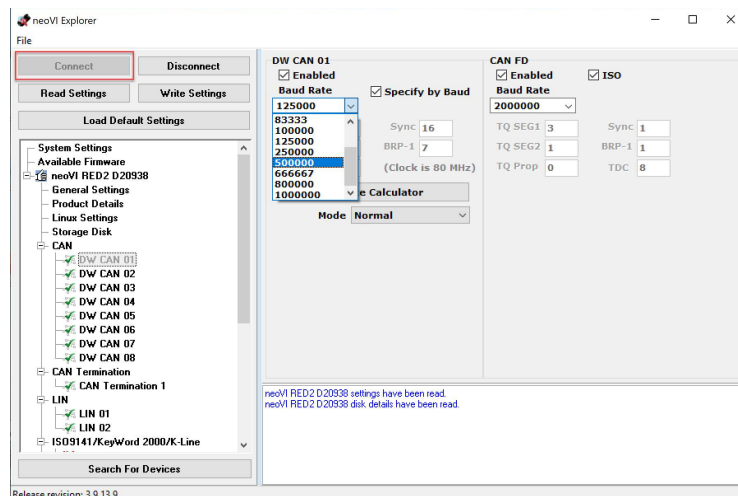 neoVI Explorer
File
Connect
Disconnect
Read Settings
Write Settings
Load Default Settings
System Settings
Available Firmware
neoVI RED2 D20938
General Settings
Product Details
Linux Settings
Storage Disk
CAN
DW CAN 01
DW CAN 02
DW CAN 03
DW CAN 04
DW CAN 05
DW CAN 06
DW CAN 07
DW CAN 08
CAN Termination
CAN Termination 1
LIN
LIN 01
LIN 02
ISO9141/KeyWord 2000/K-Line
Search For Devices
DW CAN 01
Enabled
Baud Rate
Specify by Baud
125000
83333
100000
125000
250000
500000
666667
800000
1000000
Sync 16
BRP-1 7
(Clock is 80 MHz)
e Calculator
Mode Normal
CAN FD
Enabled
ISO
Baud Rate
2000000
TQ SEG1 3 Sync 1
TQ SEG2 1 BRP-1 1
TQ Prop 0 TDC 8
neoVI RED2 D20938 settings have been read.
neoVI RED2 D20938 disk details have been read.
Release revision: 3.9.13.9